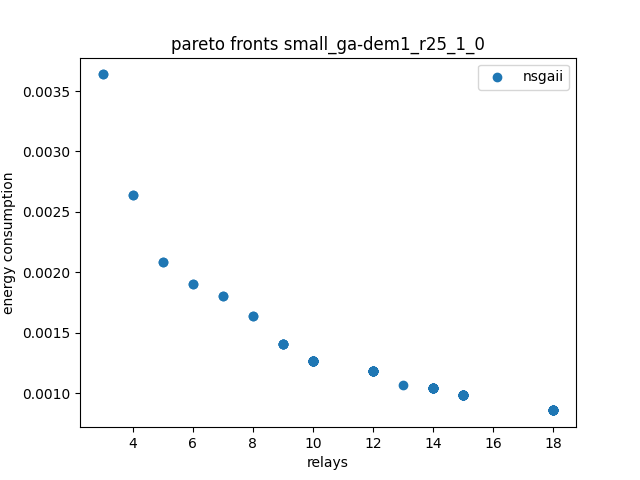 pareto fronts small_ga-dem1_r25_1_0
nsgaii
0.0035
0.0030
0.0025
0.0020
0.0015
0.0010
energy consumption
4 6 8 10 12 14 16 18
relays